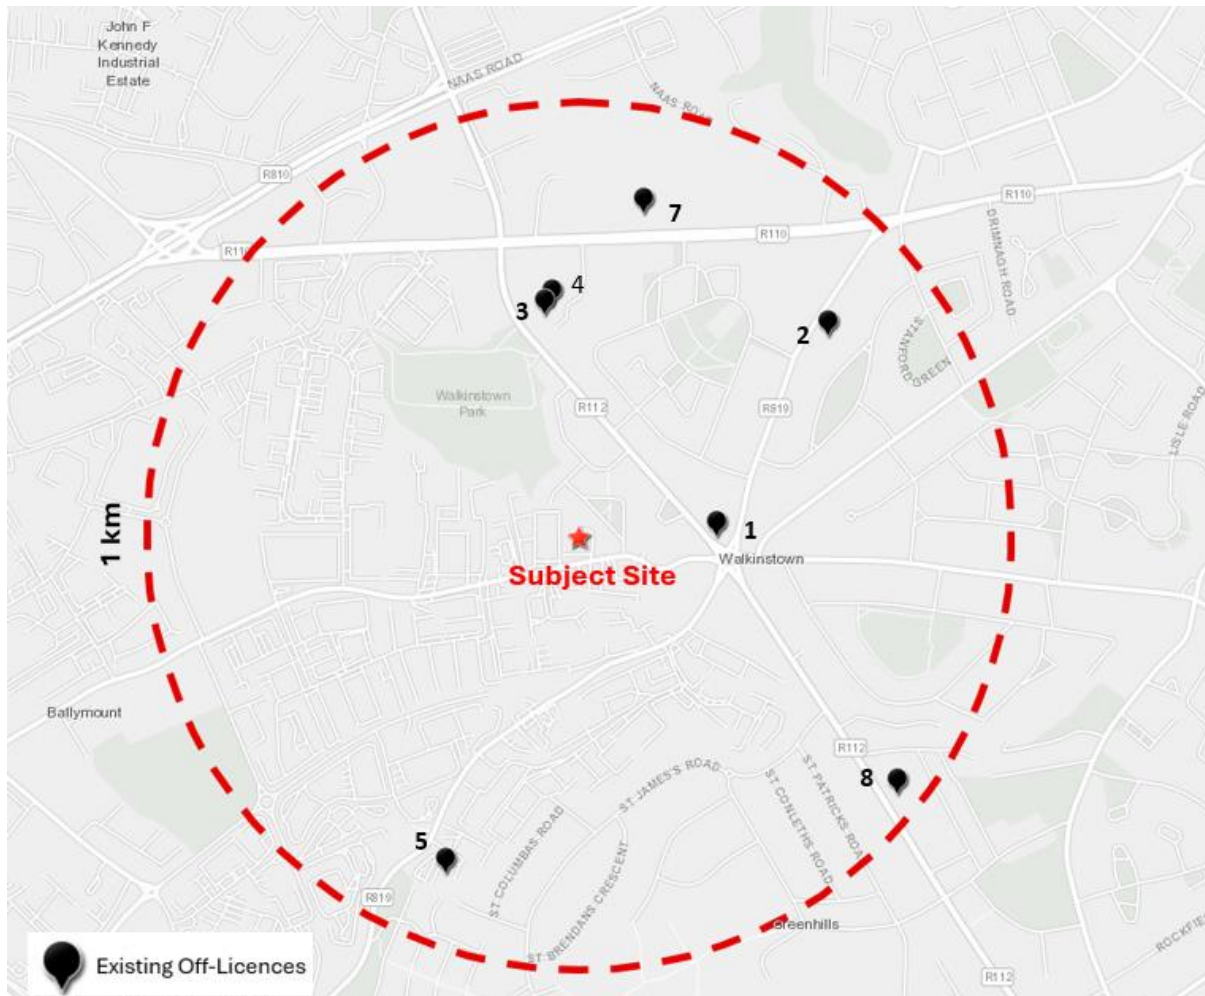 John F
Kennedy
Industrial
Estate
NAAS ROAD
NAAS ROAD
R810
R110
7
R110
R110
DRIMNAGH ROAD
4
3
2
STANFORD
GREEN
Walkinstown
Park
R112
R819
LISLE ROAD
1 km
1
Walkinstown
Subject Site
Ballymount
R112
8
ST JAMES'S ROAD
ST PATRICKS ROA
ST CONLETHS ROAD
ST COLUMBAS ROAD
5
ST BRENDANS CRESCENT
R819
Greenhills
ROCKFIE
R112
Existing Off-Licences